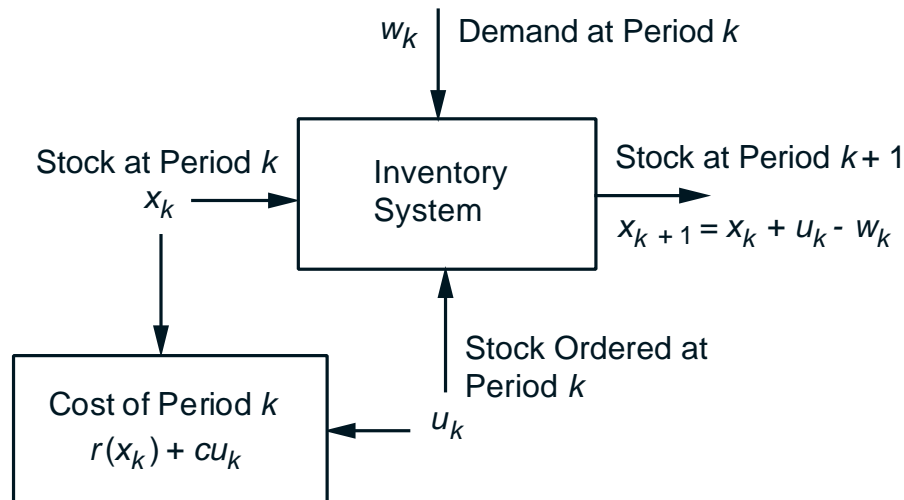 w_k Demand at Period k
Stock at Period k
x_k
Inventory
System
Stock at Period k + 1
x_{k + 1} = x_k + u_k - w_k
Stock Ordered at
Period k
u_k
Cost of Period k
r(x_k) + cu_k